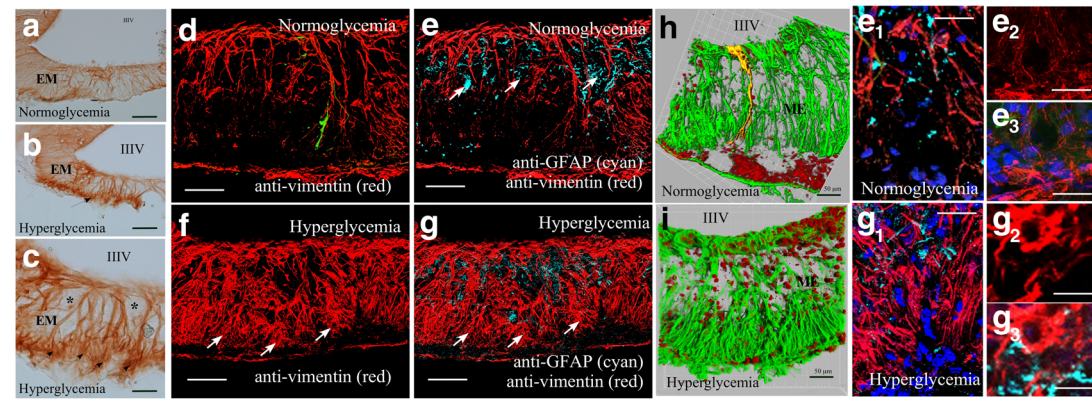 a
IIIV
EM
Normoglycemia
b
IIIV
EM
Hyperglycemia
c
IIIV
*
*
EM
Hyperglycemia
d
Normoglycemia
anti-vimentin (red)
e
Normoglycemia
anti-GFAP (cyan)
anti-vimentin (red)
f
Hyperglycemia
anti-vimentin (red)
g
Hyperglycemia
anti-GFAP (cyan)
anti-vimentin (red)
h
IIIV
ME
Normoglycemia
50 μm
i
IIIV
ME
Hyperglycemia
50 μm
e1
Normoglycemia
e2
e3
g1
Hyperglycemia
g2
g3